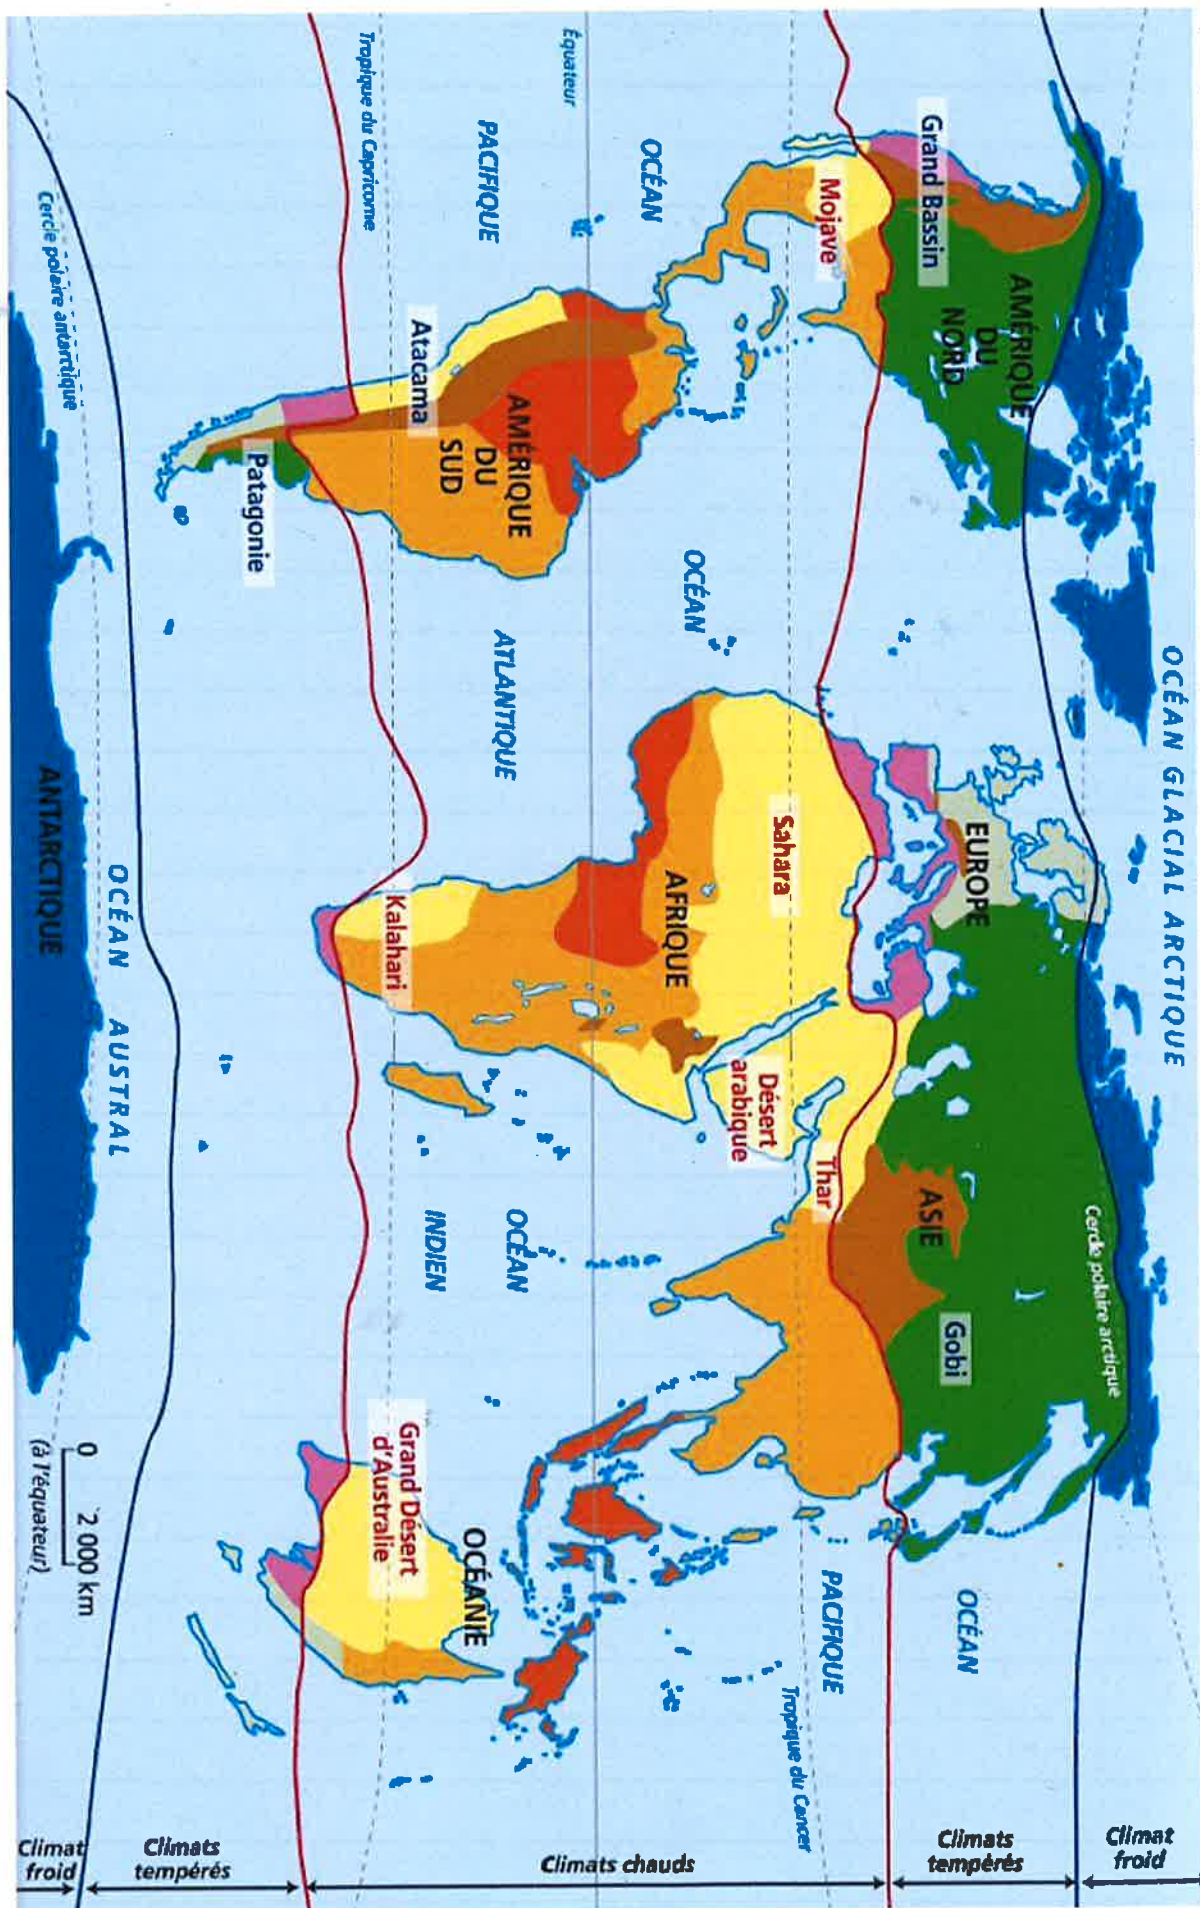 OCÉAN GLACIAL ARCTIQUE
Cercle polaire arctique
AMÉRIQUE
DU
NORD
Grand Bassin
Mojave
EUROPE
ASIE
Gobi
OCÉAN
PACIFIQUE
Tropique du Cancer
OCÉAN
PACIFIQUE
Équateur
Tropique du Capricorne
OCÉAN
ATLANTIQUE
Sahara
AFRIQUE
Désert
arabique
Thar
Kalahari
AMÉRIQUE
DU
SUD
Atacama
Patagonie
OCÉAN
INDIEN
OCÉANIE
Grand Désert
d'Australie
Cercle polaire antarctique
OCÉAN AUSTRAL
ANTARCTIQUE
0 2 000 km
(à l'équateur)
Climat
froid
Climats
tempérés
Climats chauds
Climats
tempérés
Climat
froid